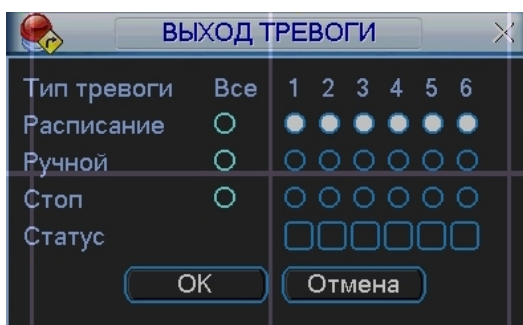 ВЫХОД ТРЕВОГИ
Тип тревоги Все 1 2 3 4 5 6
Расписание
Ручной
Стоп
Статус
OK Отмена